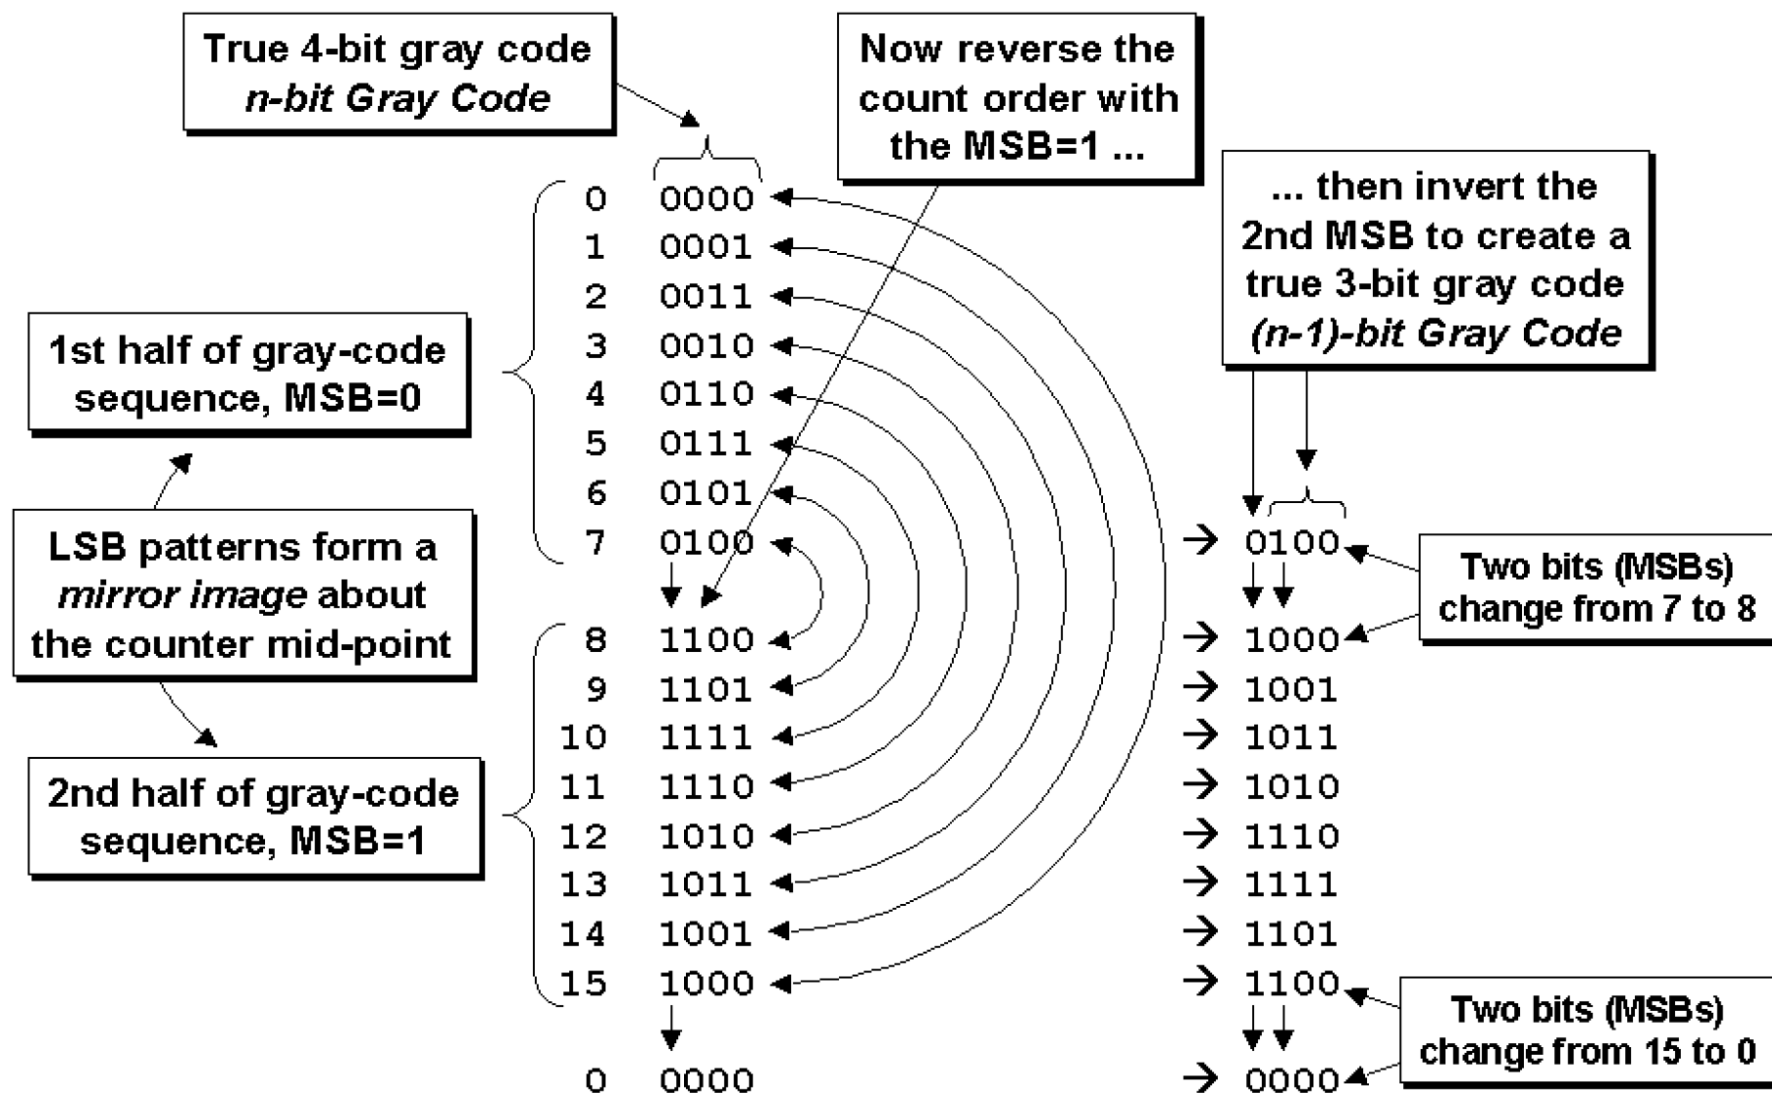 True 4-bit gray code
n-bit Gray Code
Now reverse the
count order with
the MSB=1 ...
... then invert the
2nd MSB to create a
true 3-bit gray code
(n-1)-bit Gray Code
1st half of gray-code
sequence, MSB=0
LSB patterns form a
mirror image about
the counter mid-point
2nd half of gray-code
sequence, MSB=1
0 0000
1 0001
2 0011
3 0010
4 0110
5 0111
6 0101
7 0100 → 0100
8 1100 → 1000
9 1101 → 1001
10 1111 → 1011
11 1110 → 1010
12 1010 → 1110
13 1011 → 1111
14 1001 → 1101
15 1000 → 1100
0 0000 → 0000
Two bits (MSBs)
change from 7 to 8
Two bits (MSBs)
change from 15 to 0